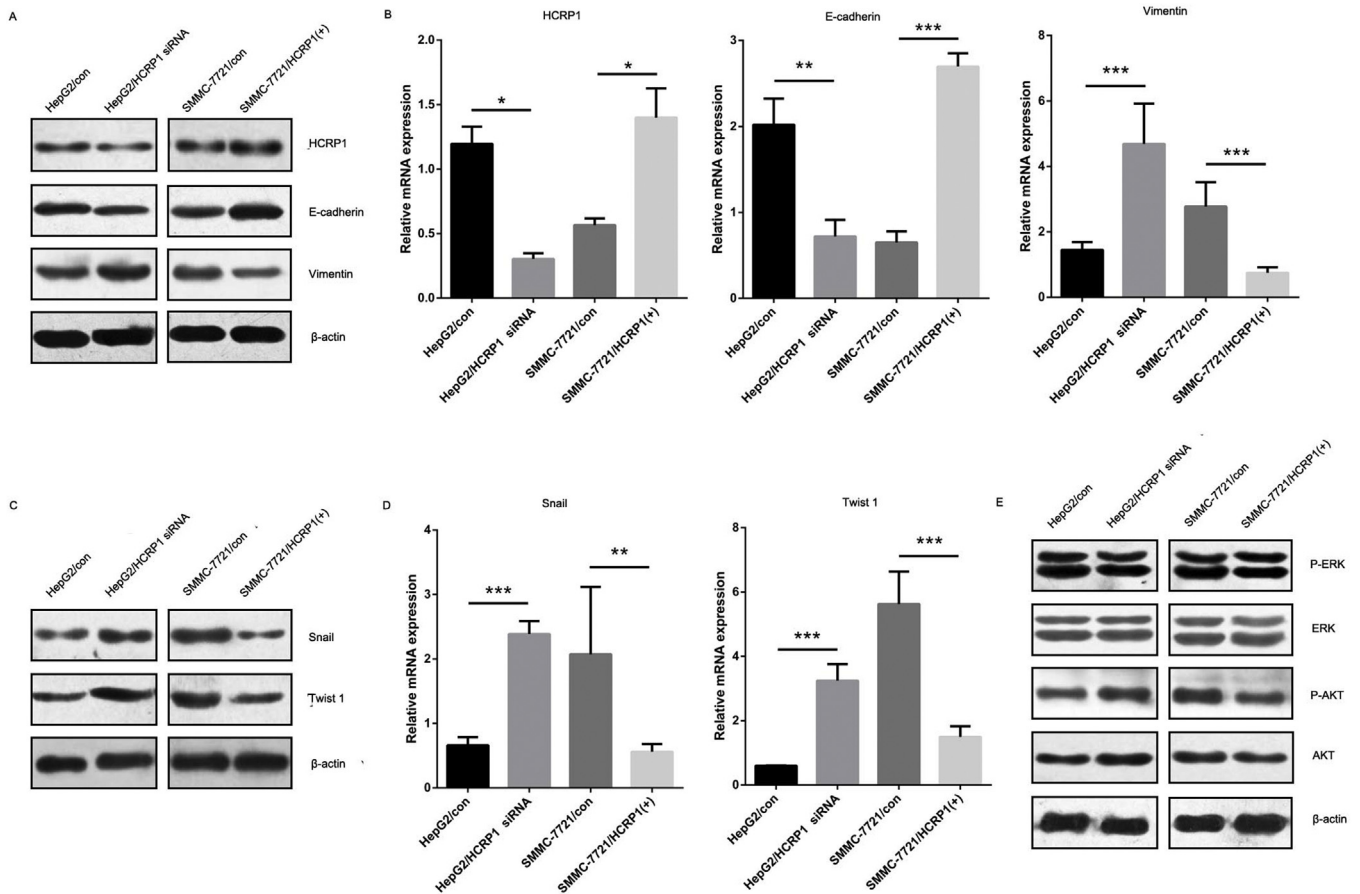 A
HepG2/con
HepG2/HCRP1 siRNA
SMMC-7721/con
SMMC-7721/HCRP1(+)
HCRP1
E-cadherin
Vimentin
β-actin
B
HCRP1
Relative mRNA expression
2.0
1.5
1.0
0.5
0.0
*
*
HepG2/con
HepG2/HCRP1 siRNA
SMMC-7721/con
SMMC-7721/HCRP1(+)
E-cadherin
Relative mRNA expression
3
2
1
0
**
***
HepG2/con
HepG2/HCRP1 siRNA
SMMC-7721/con
SMMC-7721/HCRP1(+)
Vimentin
Relative mRNA expression
8
6
4
2
0
***
***
HepG2/con
HepG2/HCRP1 siRNA
SMMC-7721/con
SMMC-7721/HCRP1(+)
C
HepG2/con
HepG2/HCRP1 siRNA
SMMC-7721/con
SMMC-7721/HCRP1(+)
Snail
Twist 1
β-actin
D
Snail
Relative mRNA expression
4
3
2
1
0
***
**
HepG2/con
HepG2/HCRP1 siRNA
SMMC-7721/con
SMMC-7721/HCRP1(+)
Twist 1
Relative mRNA expression
8
6
4
2
0
***
***
HepG2/con
HepG2/HCRP1 siRNA
SMMC-7721/con
SMMC-7721/HCRP1(+)
E
HepG2/con
HepG2/HCRP1 siRNA
SMMC-7721/con
SMMC-7721/HCRP1(+)
P-ERK
ERK
P-AKT
AKT
β-actin